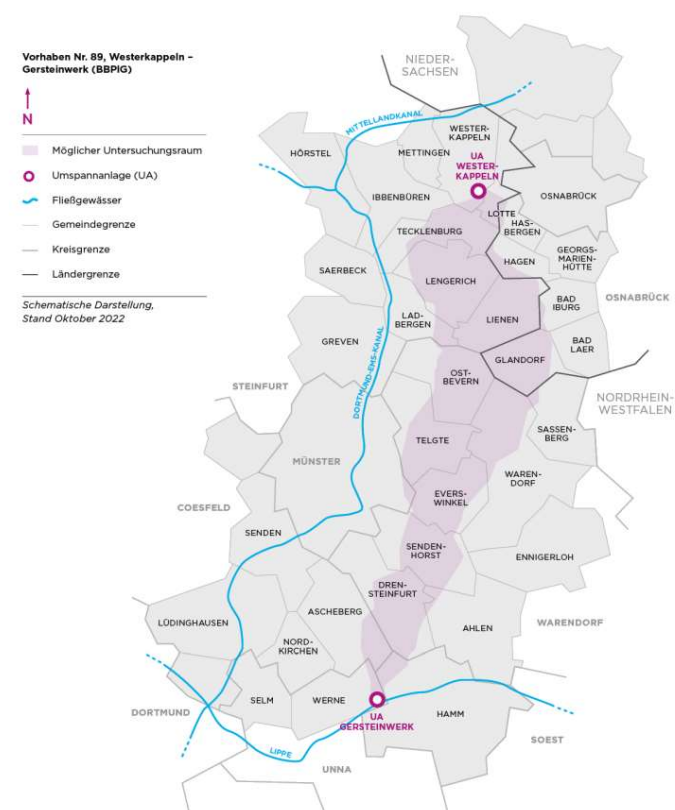 Vorhaben Nr. 89, Westerkappeln –
Gersteinwerk (BBPlG)
N
Möglicher Untersuchungsraum
Umspannanlage (UA)
Fließgewässer
Gemeindegrenze
Kreisgrenze
Ländergrenze
Schematische Darstellung,
Stand Oktober 2022
NIEDER-
SACHSEN
MITTELLANDKANAL
WESTER-
KAPPELN
HÖRSTEL
METTINGEN
UA
WESTER-
KAPPELN
IBBENBÜREN
OSNABRÜCK
LOTTE
HAS-
BERGEN
TECKLENBURG
HAGEN
GEORGS-
MARIEN-
HÜTTE
SAERBECK
LENGERICH
BAD
IBURG
OSNABRÜCK
LAD-
BERGEN
LIENEN
GREVEN
BAD
LAER
GLANDORF
DORTMUND-EMS-KANAL
OST-
BEVERN
STEINFURT
NORDRHEIN-
WESTFALEN
SASSEN-
BERG
TELGTE
MÜNSTER
WAREN-
DORF
EVERS-
WINKEL
COESFELD
SENDEN
SENDEN-
HORST
ENNIGERLOH
DREN-
STEINFURT
ASCHEBERG
LÜDINGHAUSEN
AHLEN
WARENDORF
NORD-
KIRCHEN
SELM
WERNE
DORTMUND
UA
GERSTEINWERK
HAMM
SOEST
LIPPE
UNNA